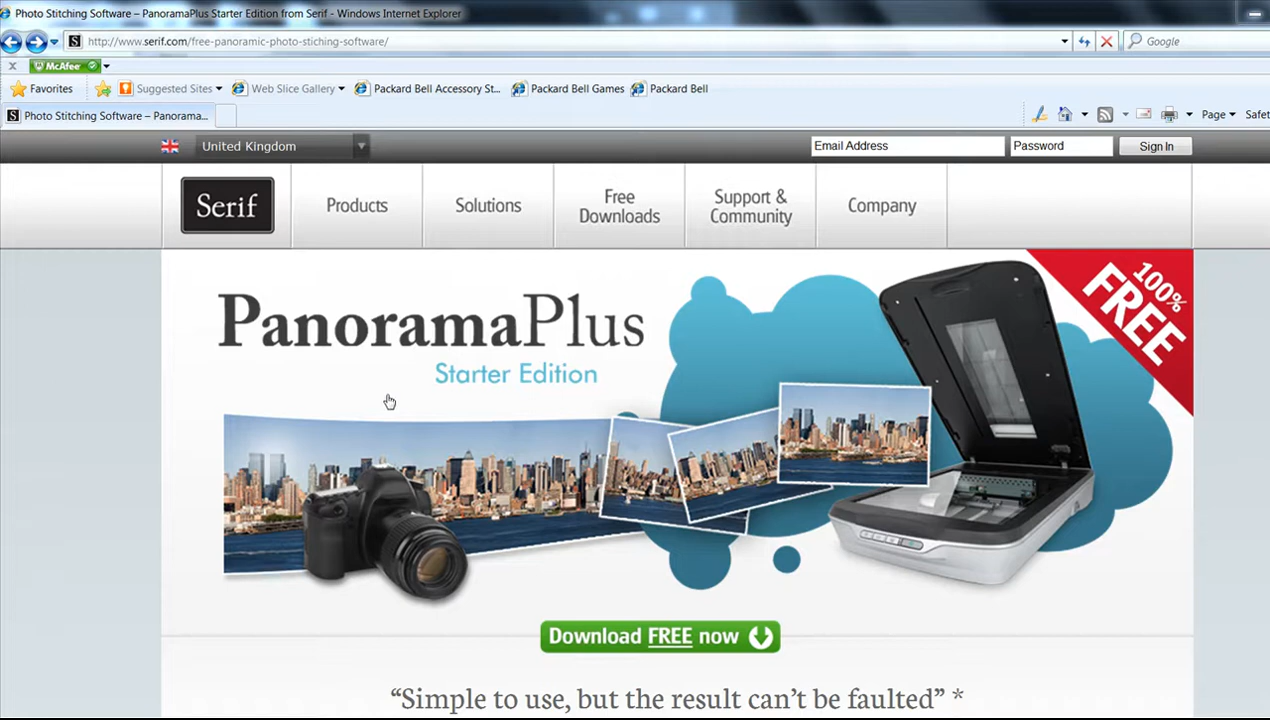 Photo Stitching Software – PanoramaPlus Starter Edition from Serif - Windows Internet Explorer
http://www.serif.com/free-panoramic-photo-stiching-software/
Google
McAfee
Favorites Suggested Sites Web Slice Gallery Packard Bell Accessory St... Packard Bell Games Packard Bell
Photo Stitching Software – Panorama... Page Safet
United Kingdom Email Address Password Sign In
Serif Products Solutions Free Downloads Support & Community Company
100% FREE
PanoramaPlus
Starter Edition
Download FREE now
“Simple to use, but the result can’t be faulted” *